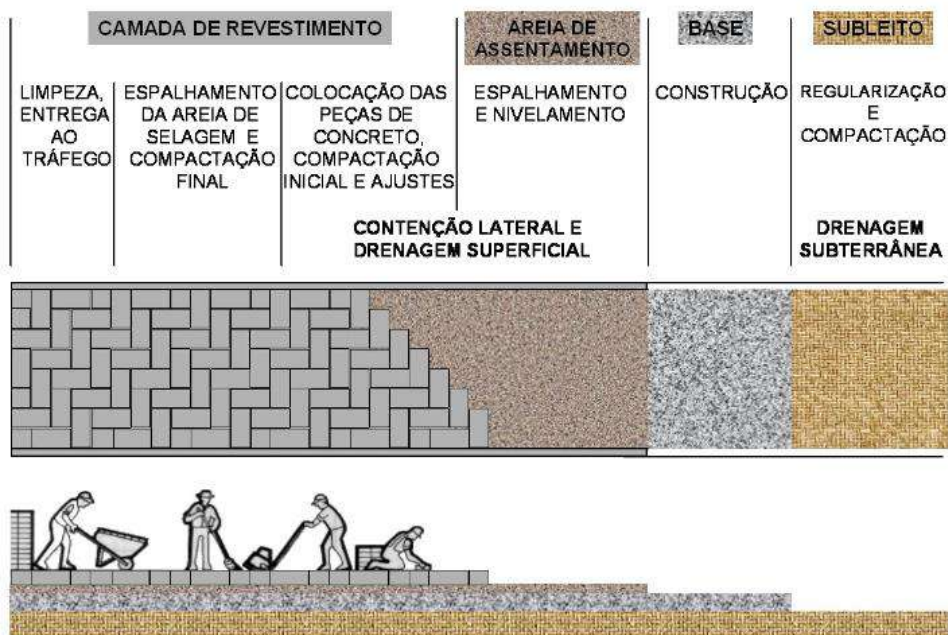 CAMADA DE REVESTIMENTO
AREIA DE
ASSENTAMENTO
BASE
SUBLEITO
LIMPEZA,
ENTREGA
AO
TRÁFEGO
ESPALHAMENTO
DA AREIA DE
SELAGEM E
COMPACTAÇÃO
FINAL
COLOCAÇÃO DAS
PEÇAS DE
CONCRETO,
COMPACTAÇÃO
INICIAL E AJUSTES
ESPALHAMENTO
E NIVELAMENTO
CONSTRUÇÃO
REGULARIZAÇÃO
E
COMPACTAÇÃO
CONTENÇÃO LATERAL E
DRENAGEM SUPERFICIAL
DRENAGEM
SUBTERRÂNEA